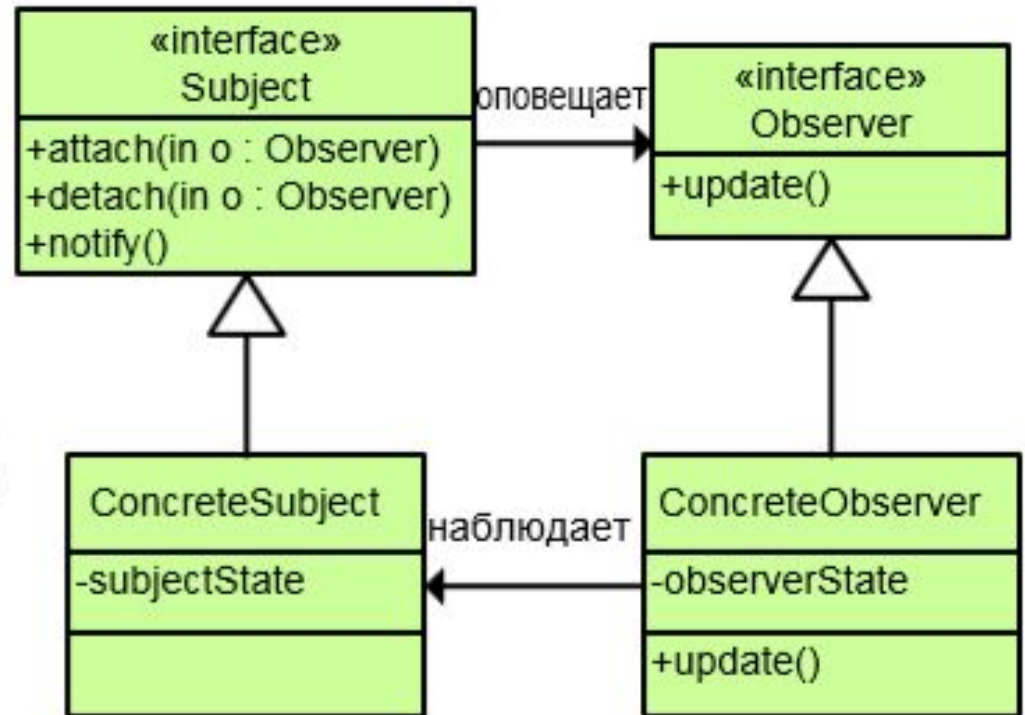 «interface»
Subject
+attach(in o : Observer)
+detach(in o : Observer)
+notify()
оповещает
«interface»
Observer
+update()
ConcreteSubject
-subjectState
наблюдает
ConcreteObserver
-observerState
+update()